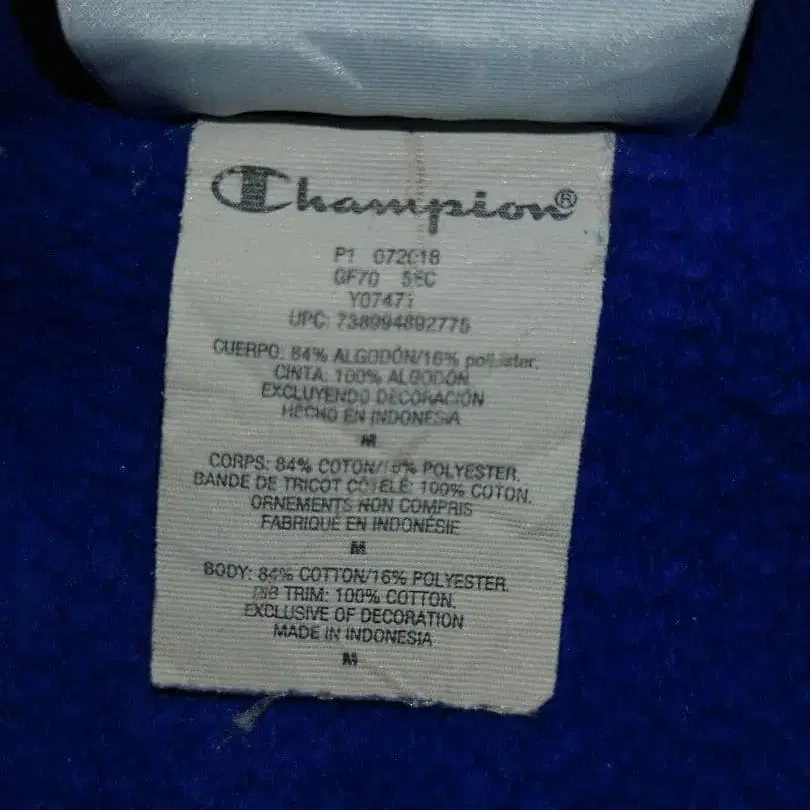 Champion®
P1 072018
GF70 SEC
Y07471
UPC: 738994892775
CUERPO: 84% ALGODÓN/16% poliéster.
CINTA 100% ALGODÓN
EXCLUYENDO DECORACIÓN
HECHO EN INDONESIA
M
CORPS: 84% COTON/16% POLYESTER.
BANDE DE TRICOT CÔTELÉ: 100% COTON.
ORNEMENTS NON COMPRIS
FABRIQUÉ EN INDONÉSIE
M
BODY: 84% COTTON/16% POLYESTER.
RIB TRIM: 100% COTTON.
EXCLUSIVE OF DECORATION
MADE IN INDONESIA
M